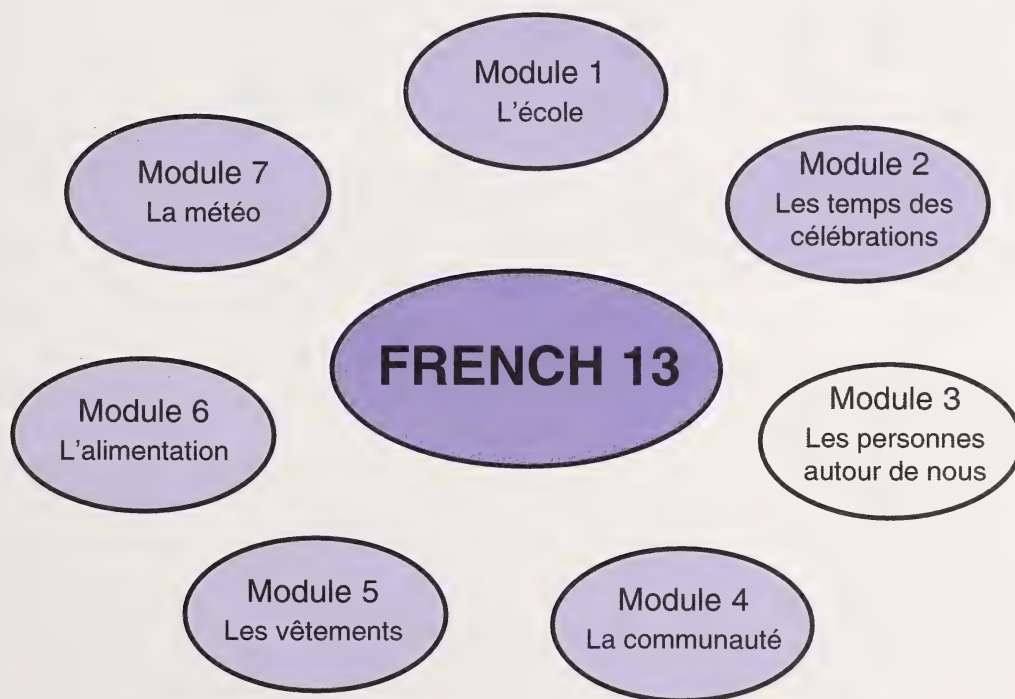 Module 1
L'école
Module 2
Les temps des
célébrations
Module 3
Les personnes
autour de nous
Module 4
La communauté
Module 5
Les vêtements
Module 6
L'alimentation
Module 7
La météo
FRENCH 13